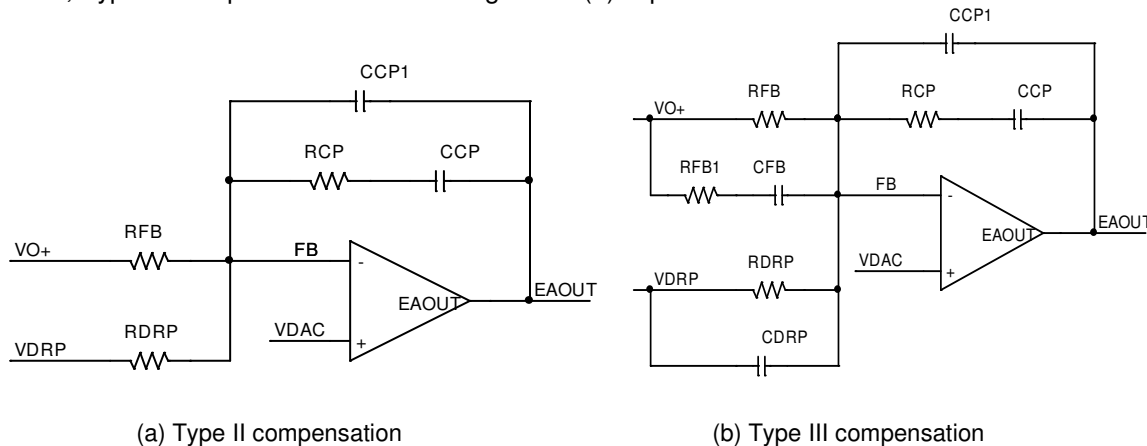 CCP1
RCP
CCP
RFB
VO+
FB
-
EAOUT
EAOUT
RDRP
VDRP
VDAC
+
(a) Type II compensation
CCP1
RFB
RCP
CCP
VO+
RFB1
CFB
FB
-
EAOUT
EAOUT
RDRP
VDAC
VDRP
+
CDRP
(b) Type III compensation